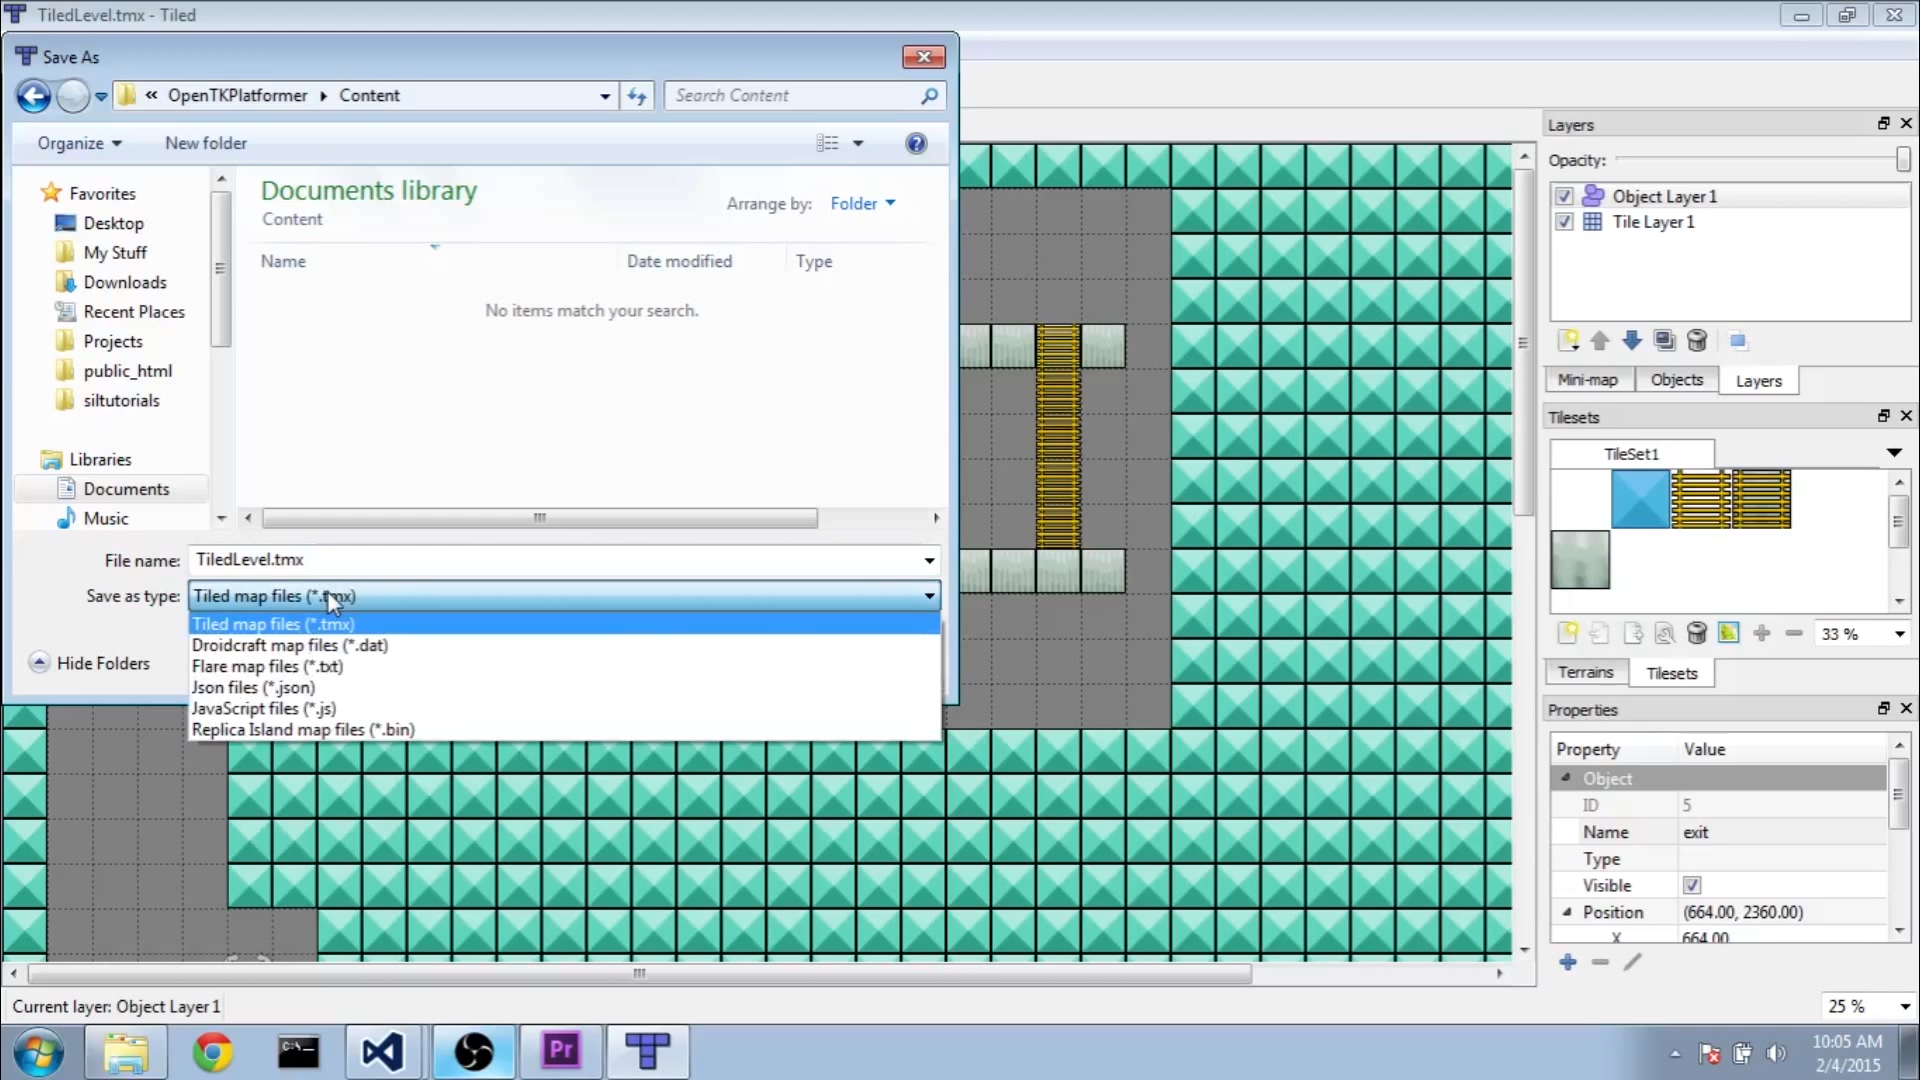 TiledLevel.tmx - Tiled
Save As
« OpenTKPlatformer Content
Search Content
Organize
New folder
Favorites
Desktop
My Stuff
Downloads
Recent Places
Projects
public_html
siltutorials
Libraries
Documents
Music
Documents library
Content
Arrange by: Folder
Name Date modified Type
No items match your search.
File name: TiledLevel.tmx
Save as type: Tiled map files (*.tmx)
Tiled map files (*.tmx)
Droidcraft map files (*.dat)
Flare map files (*.txt)
Json files (*.json)
JavaScript files (*.js)
Replica Island map files (*.bin)
Hide Folders
Layers
Opacity:
Object Layer 1
Tile Layer 1
Mini-map Objects Layers
Tilesets
TileSet1
33 %
Terrains Tilesets
Properties
Property Value
Object
ID 5
Name exit
Type
Visible
Position (664.00, 2360.00)
X 664.00
Current layer: Object Layer 1
25 %
C:\_
Pr
10:05 AM
2/4/2015